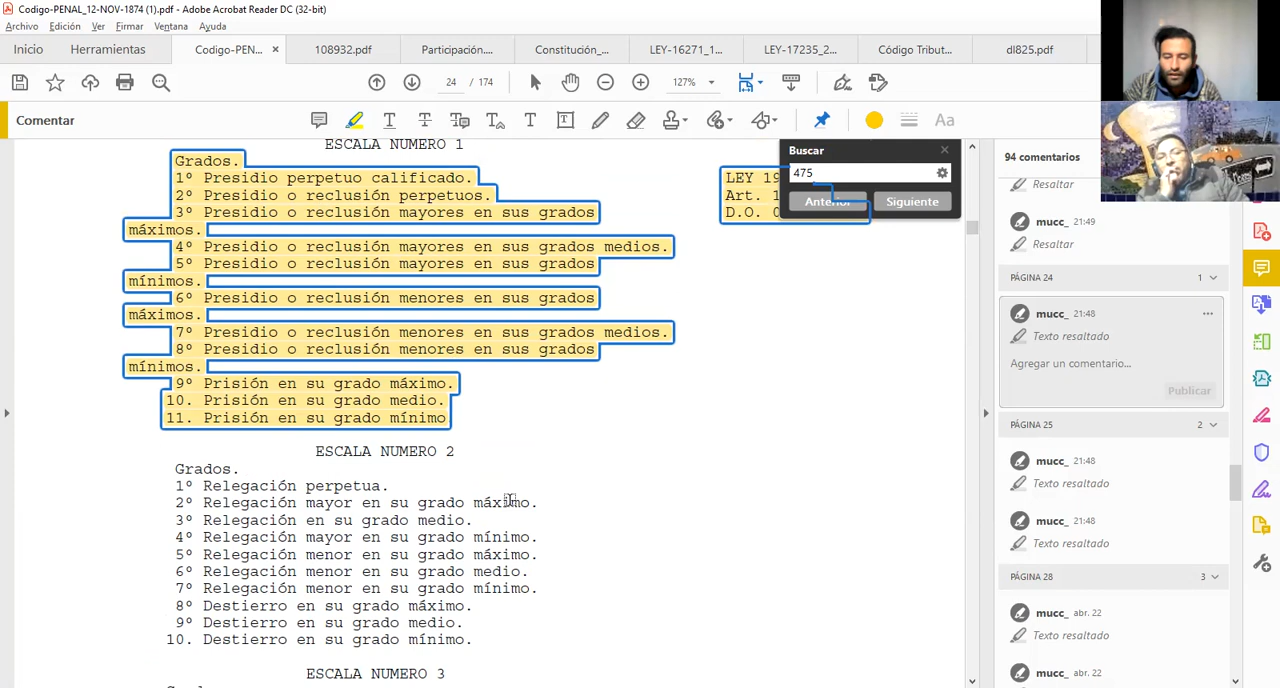 Codigo-PENAL_12-NOV-1874 (1).pdf - Adobe Acrobat Reader DC (32-bit)
Archivo Edición Ver Firmar Ventana Ayuda
Inicio Herramientas Codigo-PEN... × 108932.pdf Participación.... Constitución_... LEY-16271_1... LEY-17235_2... Código Tribut... dl825.pdf
24 / 174 127%
Comentar
Aa
ESCALA NUMERO 1
Grados.
1º Presidio perpetuo calificado.
2º Presidio o reclusión perpetuos.
3º Presidio o reclusión mayores en sus grados
máximos.
4º Presidio o reclusión mayores en sus grados medios.
5º Presidio o reclusión mayores en sus grados
mínimos.
6º Presidio o reclusión menores en sus grados
máximos.
7º Presidio o reclusión menores en sus grados medios.
8º Presidio o reclusión menores en sus grados
mínimos.
9º Prisión en su grado máximo.
10. Prisión en su grado medio.
11. Prisión en su grado mínimo
ESCALA NUMERO 2
Grados.
1º Relegación perpetua.
2º Relegación mayor en su grado máximo.
3º Relegación en su grado medio.
4º Relegación mayor en su grado mínimo.
5º Relegación menor en su grado máximo.
6º Relegación menor en su grado medio.
7º Relegación menor en su grado mínimo.
8º Destierro en su grado máximo.
9º Destierro en su grado medio.
10. Destierro en su grado mínimo.
ESCALA NUMERO 3
LEY 19
Art. 1
D.O. 0
Buscar
475
Anterior Siguiente
94 comentarios
Resaltar
mucc_ 21:49
Resaltar
PÁGINA 24 1
mucc_ 21:48
Texto resaltado
Agregar un comentario...
Publicar
PÁGINA 25 2
mucc_ 21:48
Texto resaltado
mucc_ 21:48
Texto resaltado
PÁGINA 28 3
mucc_ abr. 22
Texto resaltado
mucc_ abr. 22